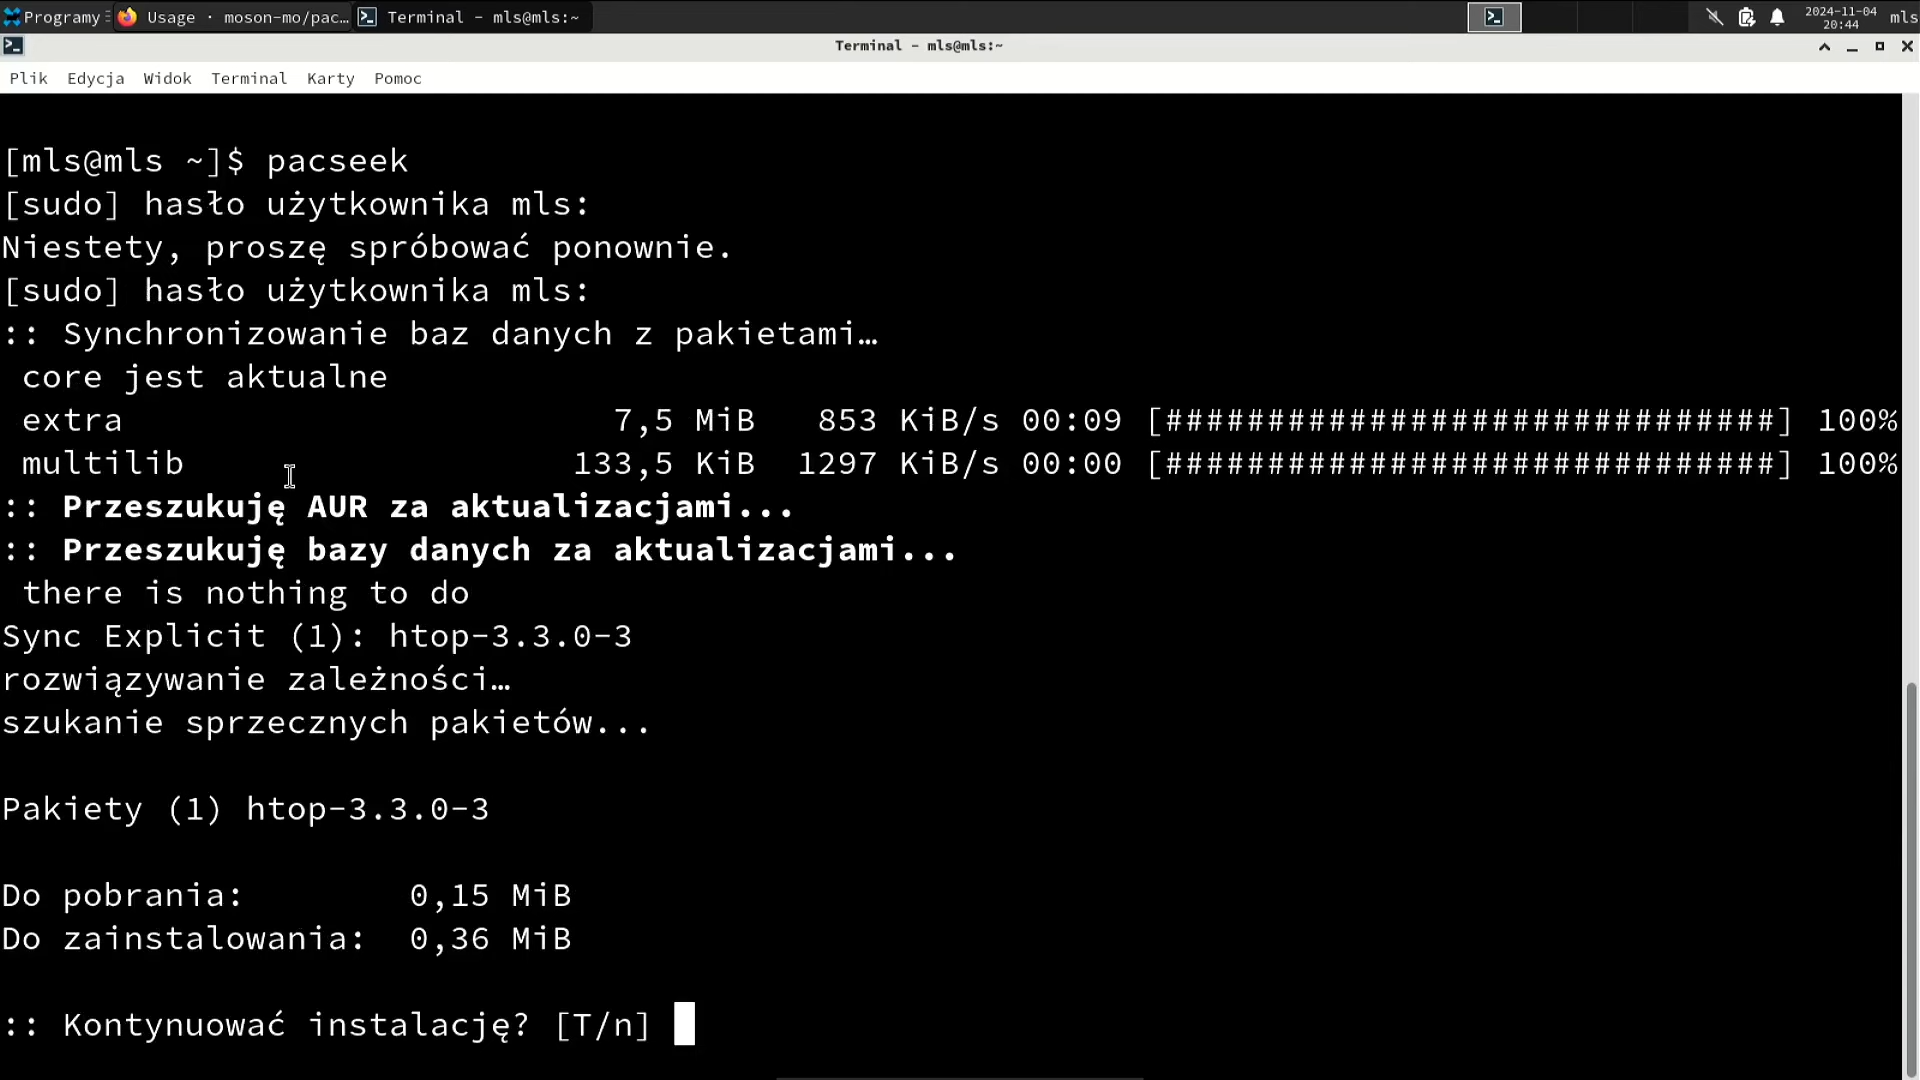 Programy
Usage · moson-mo/pac…
Terminal - mls@mls:~
2024-11-04
20:44
mls
Terminal - mls@mls:~
Plik Edycja Widok Terminal Karty Pomoc
[mls@mls ~]$ pacseek
[sudo] hasło użytkownika mls:
Niestety, proszę spróbować ponownie.
[sudo] hasło użytkownika mls:
:: Synchronizowanie baz danych z pakietami…
core jest aktualne
extra 7,5 MiB 853 KiB/s 00:09 [##############################] 100%
multilib 133,5 KiB 1297 KiB/s 00:00 [##############################] 100%
:: Przeszukuję AUR za aktualizacjami...
:: Przeszukuję bazy danych za aktualizacjami...
there is nothing to do
Sync Explicit (1): htop-3.3.0-3
rozwiązywanie zależności…
szukanie sprzecznych pakietów...
Pakiety (1) htop-3.3.0-3
Do pobrania: 0,15 MiB
Do zainstalowania: 0,36 MiB
:: Kontynuować instalację? [T/n]